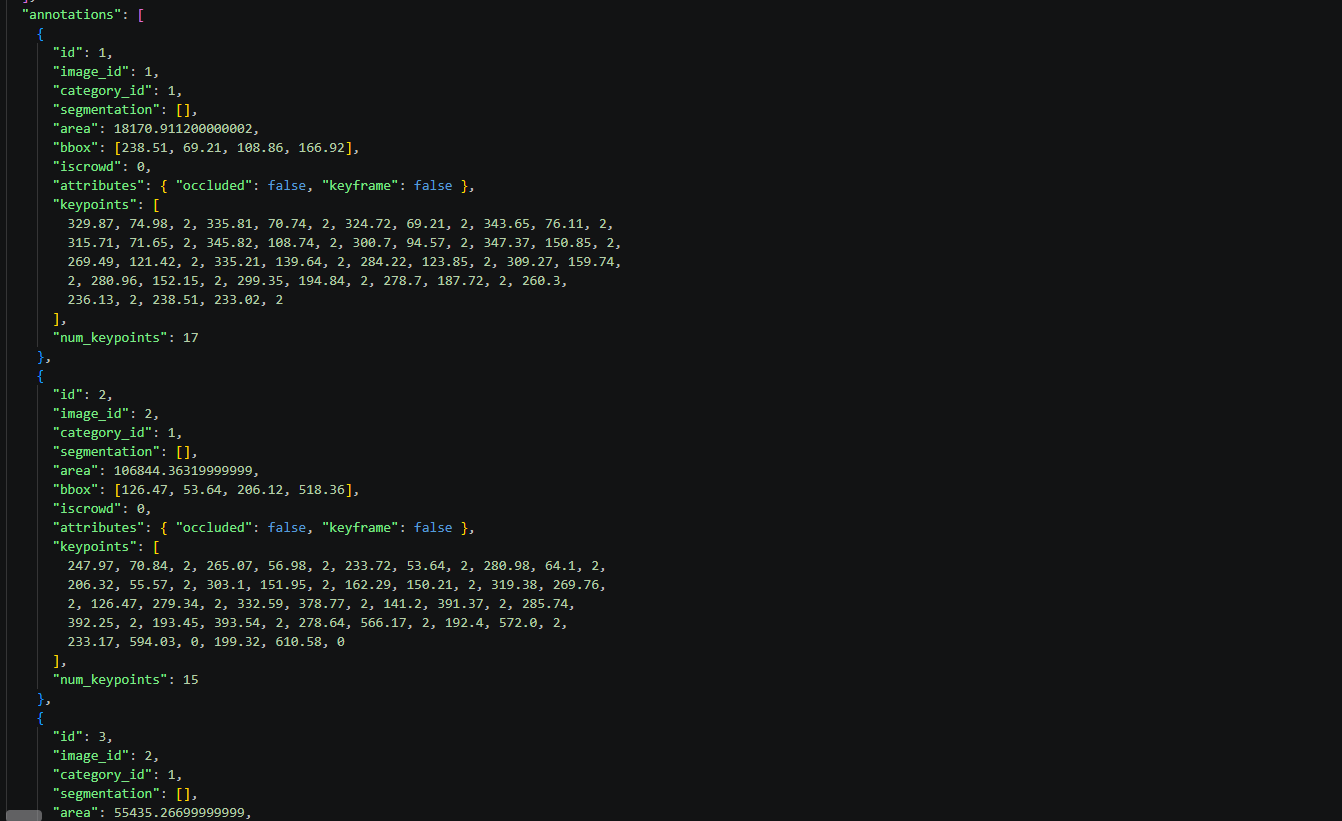 "annotations": [
{
"id": 1,
"image_id": 1,
"category_id": 1,
"segmentation": [],
"area": 18170.911200000002,
"bbox": [238.51, 69.21, 108.86, 166.92],
"iscrowd": 0,
"attributes": { "occluded": false, "keyframe": false },
"keypoints": [
329.87, 74.98, 2, 335.81, 70.74, 2, 324.72, 69.21, 2, 343.65, 76.11, 2,
315.71, 71.65, 2, 345.82, 108.74, 2, 300.7, 94.57, 2, 347.37, 150.85, 2,
269.49, 121.42, 2, 335.21, 139.64, 2, 284.22, 123.85, 2, 309.27, 159.74,
2, 280.96, 152.15, 2, 299.35, 194.84, 2, 278.7, 187.72, 2, 260.3,
236.13, 2, 238.51, 233.02, 2
],
"num_keypoints": 17
},
{
"id": 2,
"image_id": 2,
"category_id": 1,
"segmentation": [],
"area": 106844.36319999999,
"bbox": [126.47, 53.64, 206.12, 518.36],
"iscrowd": 0,
"attributes": { "occluded": false, "keyframe": false },
"keypoints": [
247.97, 70.84, 2, 265.07, 56.98, 2, 233.72, 53.64, 2, 280.98, 64.1, 2,
206.32, 55.57, 2, 303.1, 151.95, 2, 162.29, 150.21, 2, 319.38, 269.76,
2, 126.47, 279.34, 2, 332.59, 378.77, 2, 141.2, 391.37, 2, 285.74,
392.25, 2, 193.45, 393.54, 2, 278.64, 566.17, 2, 192.4, 572.0, 2,
233.17, 594.03, 0, 199.32, 610.58, 0
],
"num_keypoints": 15
},
{
"id": 3,
"image_id": 2,
"category_id": 1,
"segmentation": [],
"area": 55435.26699999999,